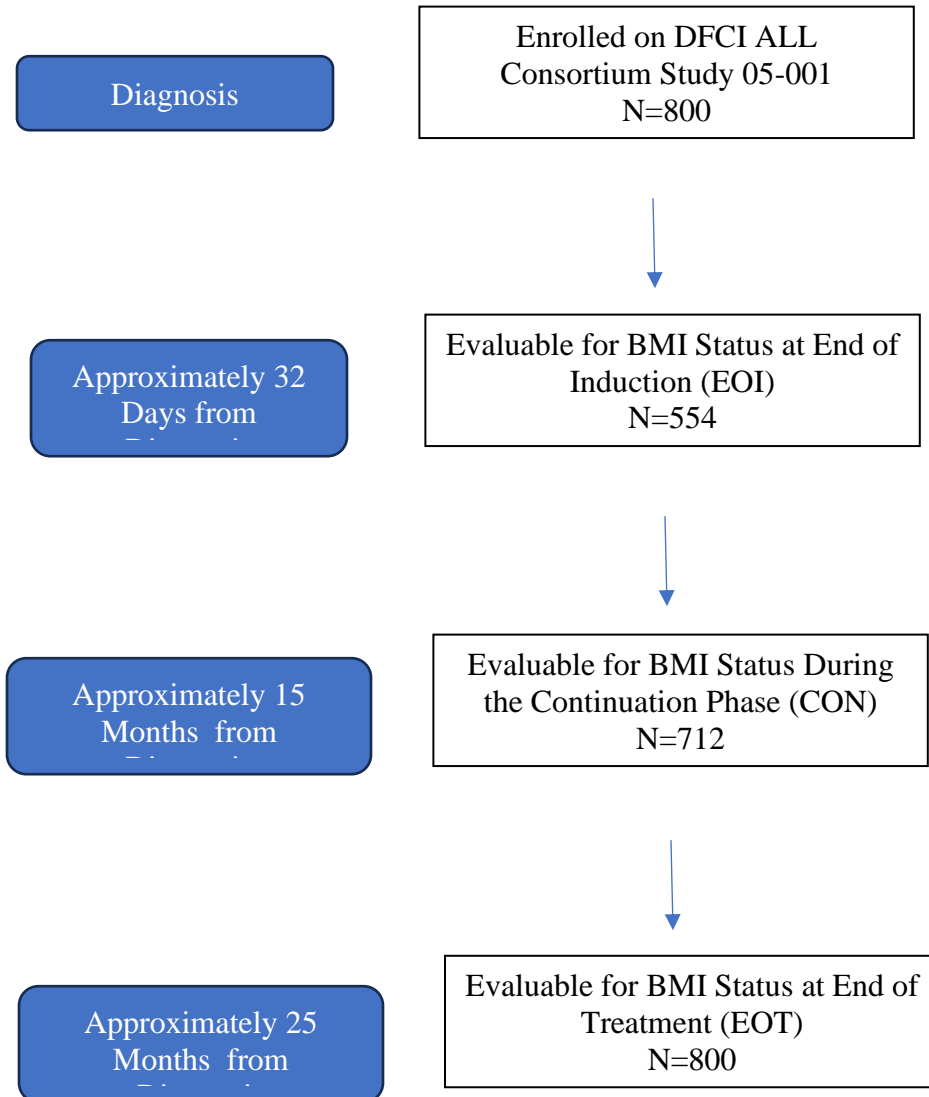 Diagnosis
Enrolled on DFCI ALL
Consortium Study 05-001
N=800
Approximately 32
Days from
Evaluable for BMI Status at End of
Induction (EOI)
N=554
Approximately 15
Months from
Evaluable for BMI Status During
the Continuation Phase (CON)
N=712
Approximately 25
Months from
Evaluable for BMI Status at End of
Treatment (EOT)
N=800